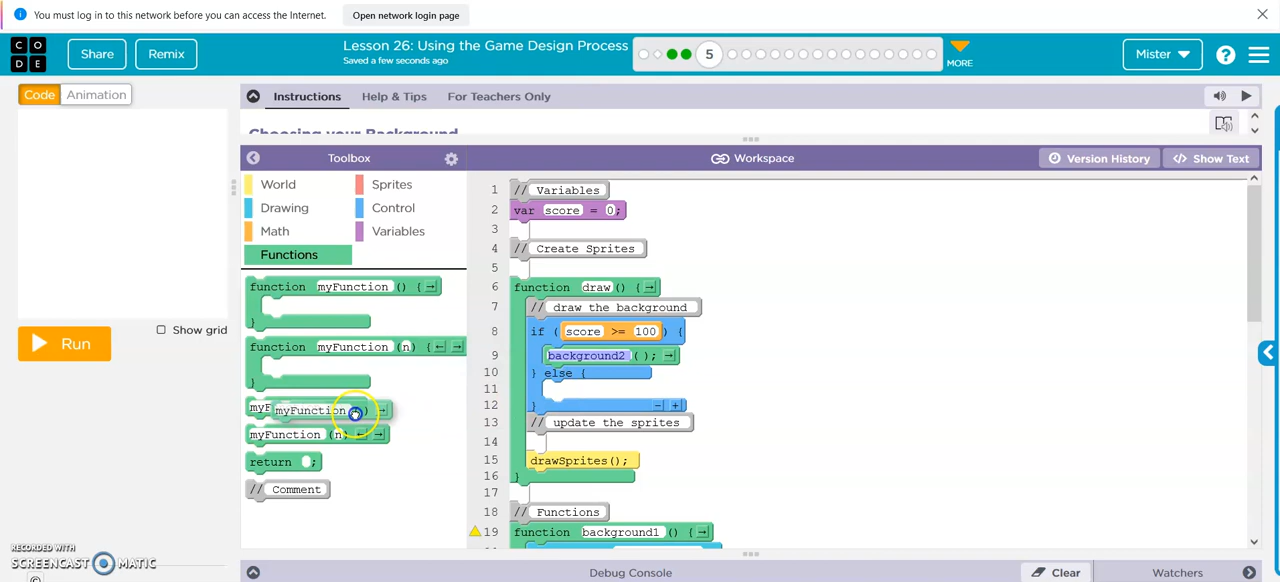 You must log in to this network before you can access the Internet. Open network login page
C O D E
Share Remix
Lesson 26: Using the Game Design Process
Saved a few seconds ago
5
MORE
Mister
Code Animation
Instructions Help & Tips For Teachers Only
Choosing your Background
Toolbox
Workspace
Version History
</> Show Text
World Sprites
Drawing Control
Math Variables
Functions
function myFunction () {
}
function myFunction (n) {
}
myF
myFunction ( )
myFunction (n)
return ;
// Comment
Show grid
Run
1 // Variables
2 var score = 0;
3
4 // Create Sprites
5
6 function draw () {
7 // draw the background
8 if ( score >= 100 ) {
9 background2 ();
10 } else {
11
12 }
13 // update the sprites
14
15 drawSprites();
16 }
17
18 // Functions
19 function background1 () {
RECORDED WITH
SCREENCAST MATIC
Debug Console
Clear
Watchers